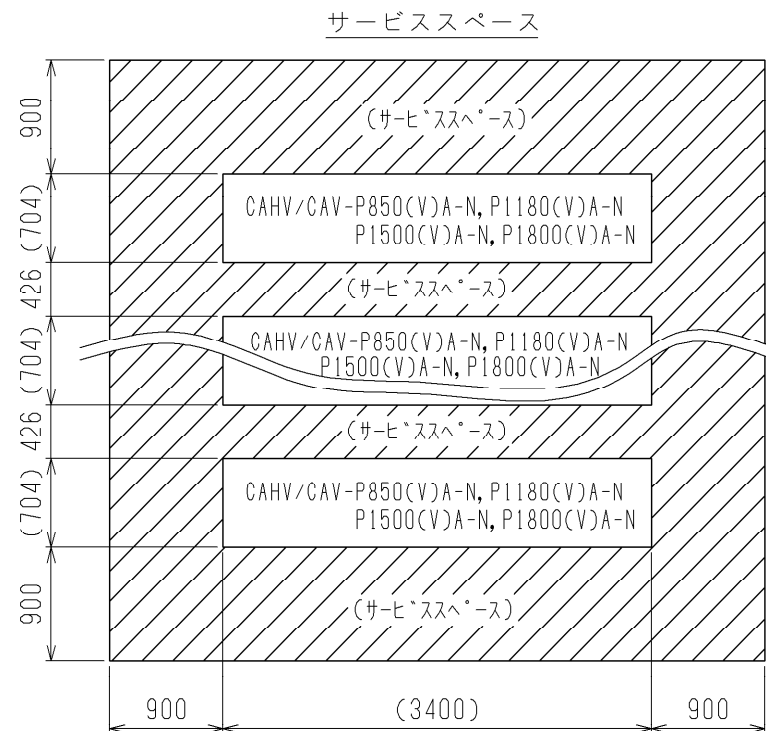 サービススペース
900
(サービススペース)
(704)
CAHV/CAV-P850(V)A-N,P1180(V)A-N
P1500(V)A-N,P1800(V)A-N
426
(サービススペース)
(704)
CAHV/CAV-P850(V)A-N,P1180(V)A-N
P1500(V)A-N,P1800(V)A-N
426
(サービススペース)
(704)
CAHV/CAV-P850(V)A-N,P1180(V)A-N
P1500(V)A-N,P1800(V)A-N
900
(サービススペース)
900
(3400)
900